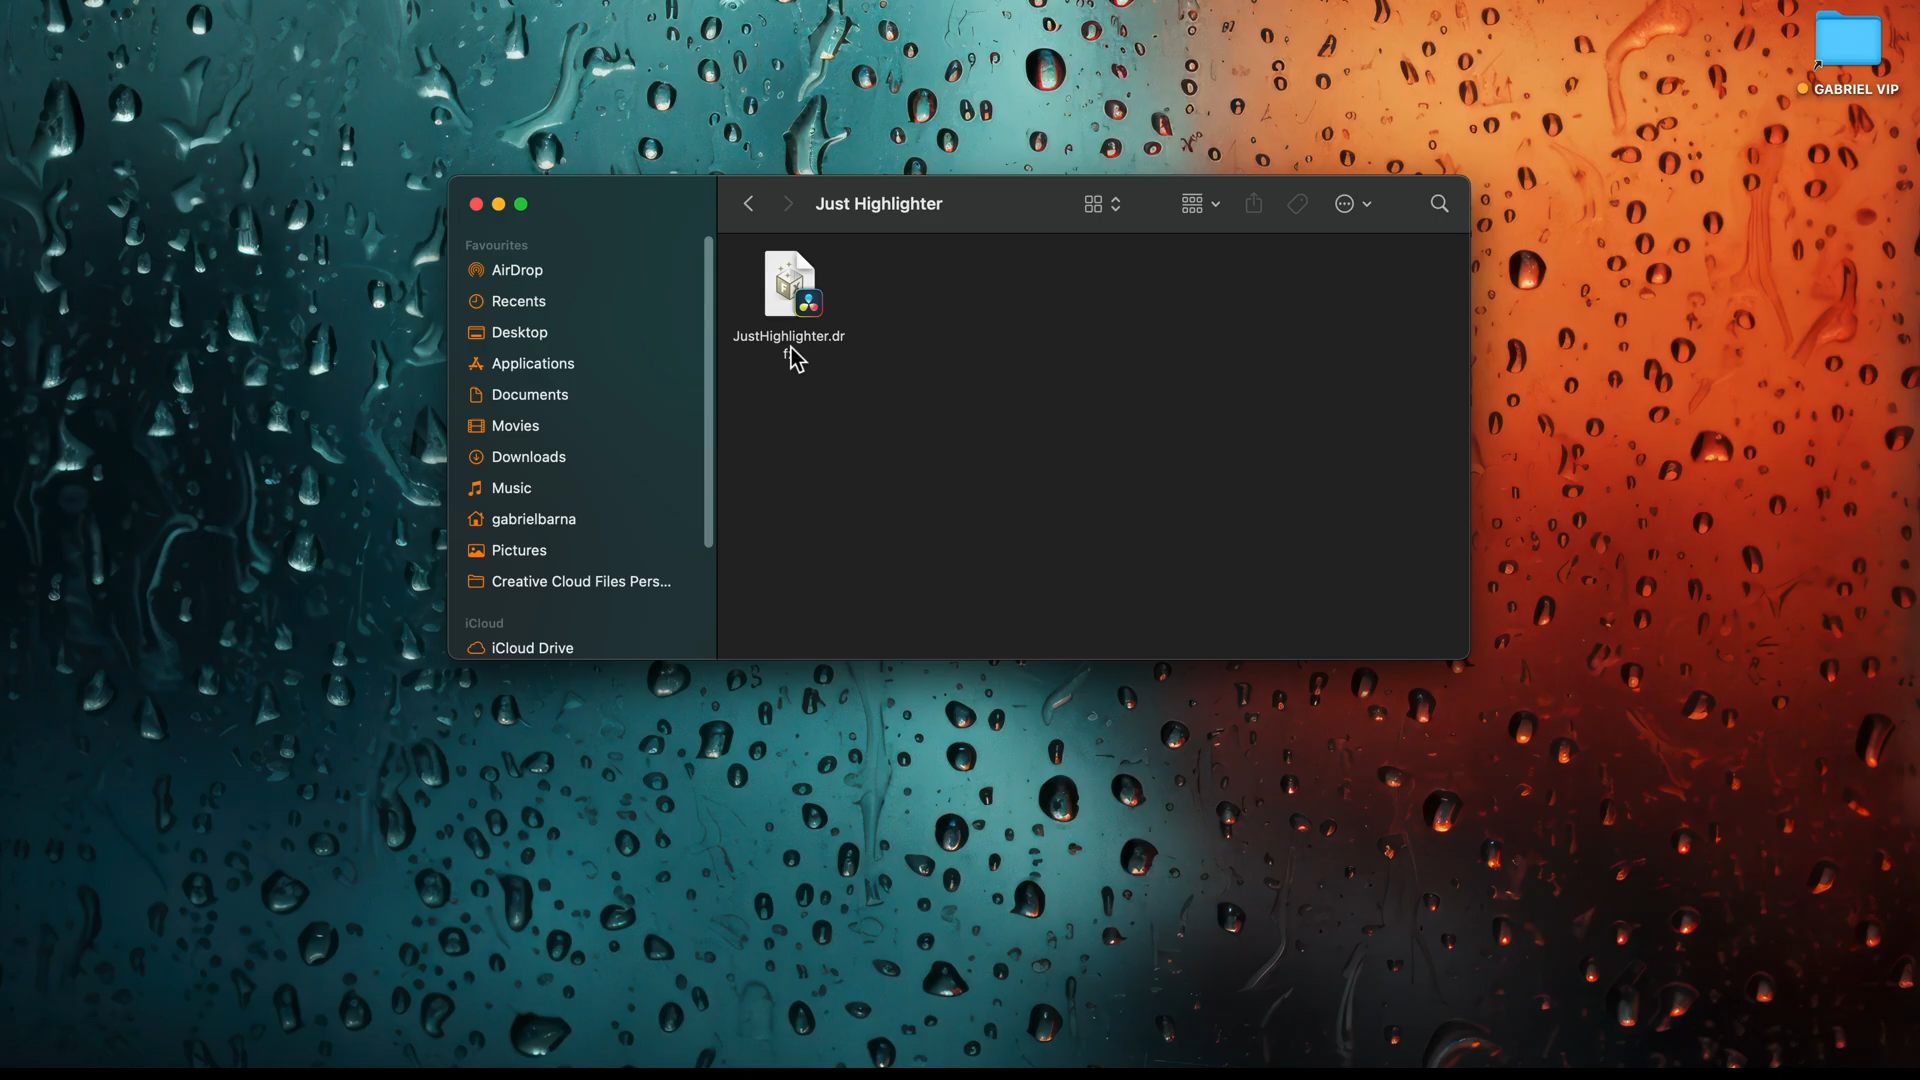 GABRIEL VIP
Just Highlighter
Favourites
AirDrop
Recents
Desktop
Applications
Documents
Movies
Downloads
Music
gabrielbarna
Pictures
Creative Cloud Files Pers...
iCloud
iCloud Drive
JustHighlighter.dr